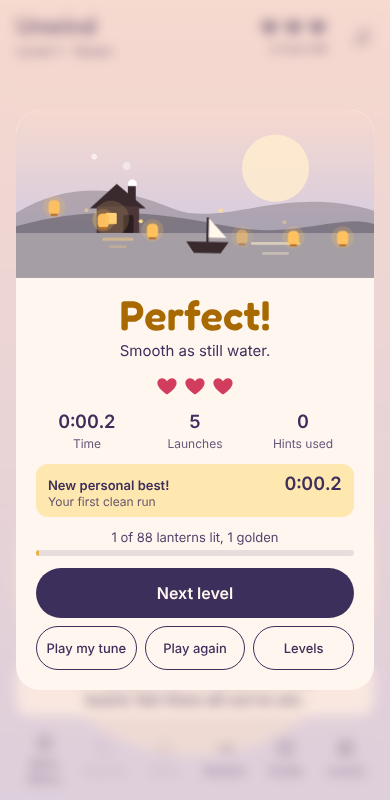 Unwind
Perfect!
Smooth as still water.
0:00.2 5 0
Time Launches Hints used
New personal best! 0:00.2
Your first clean run
1 of 88 lanterns lit, 1 golden
Next level
Play my tune Play again Levels